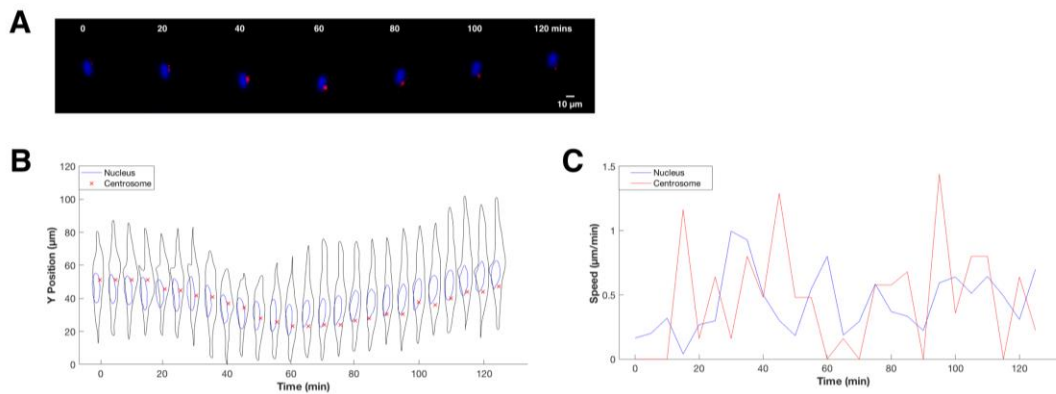 A
0 20 40 60 80 100 120 mins
10 µm
B
Nucleus
Centrosome
120
100
80
60
40
20
0
Y Position (µm)
0 20 40 60 80 100 120
Time (min)
C
Nucleus
Centrosome
1.5
1
0.5
0
Speed (µm/min)
0 20 40 60 80 100 120
Time (min)